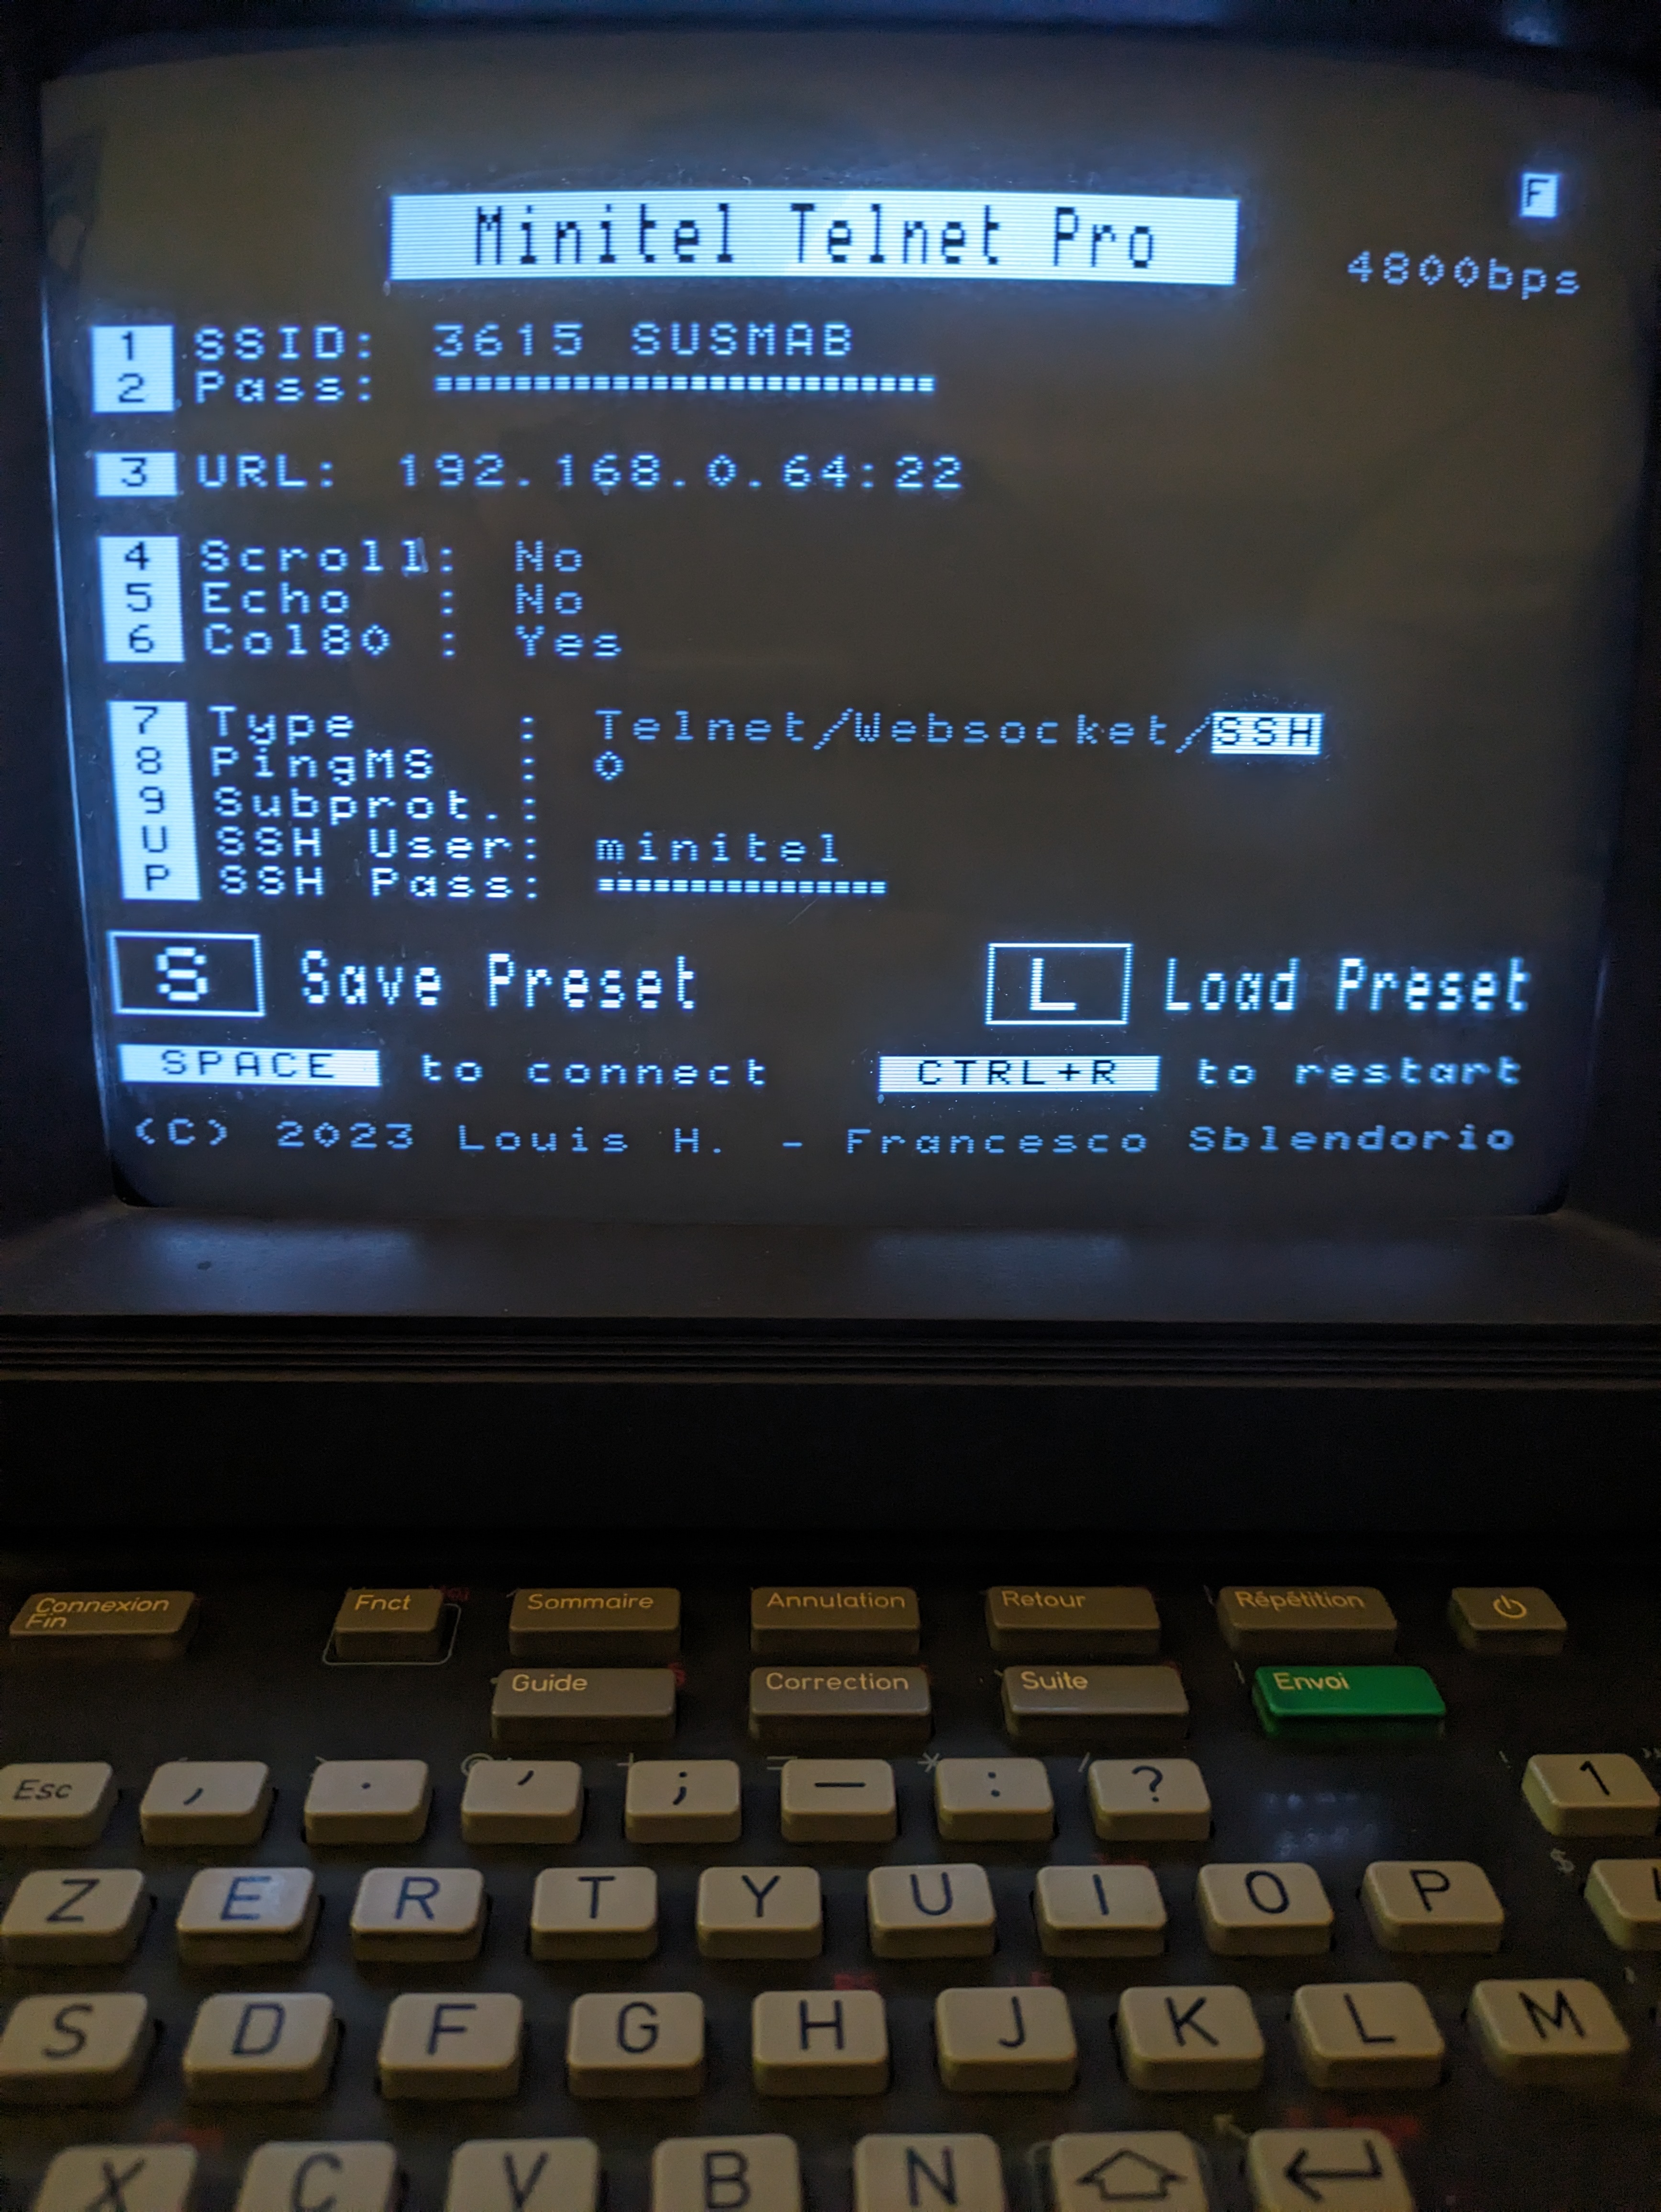 F
Minitel Telnet Pro
4800bps
1 SSID: 3615 SUSMAB
2 Pass:
3 URL: 192.168.0.64:22
4 Scroll: No
5 Echo : No
6 Col80 : Yes
7 Type : Telnet/Websocket/SSH
8 PingMS : 0
9 Subprot.:
U SSH User: minitel
P SSH Pass:
S Save Preset L Load Preset
SPACE to connect CTRL+R to restart
(C) 2023 Louis H. - Francesco Sblendorio
Connexion Fin Fnct Sommaire Annulation Retour Répétition
Guide Correction Suite Envoi
Esc , . ' ; — : ? 1
Z E R T Y U I O P
S D F G H J K L M
X C V B N